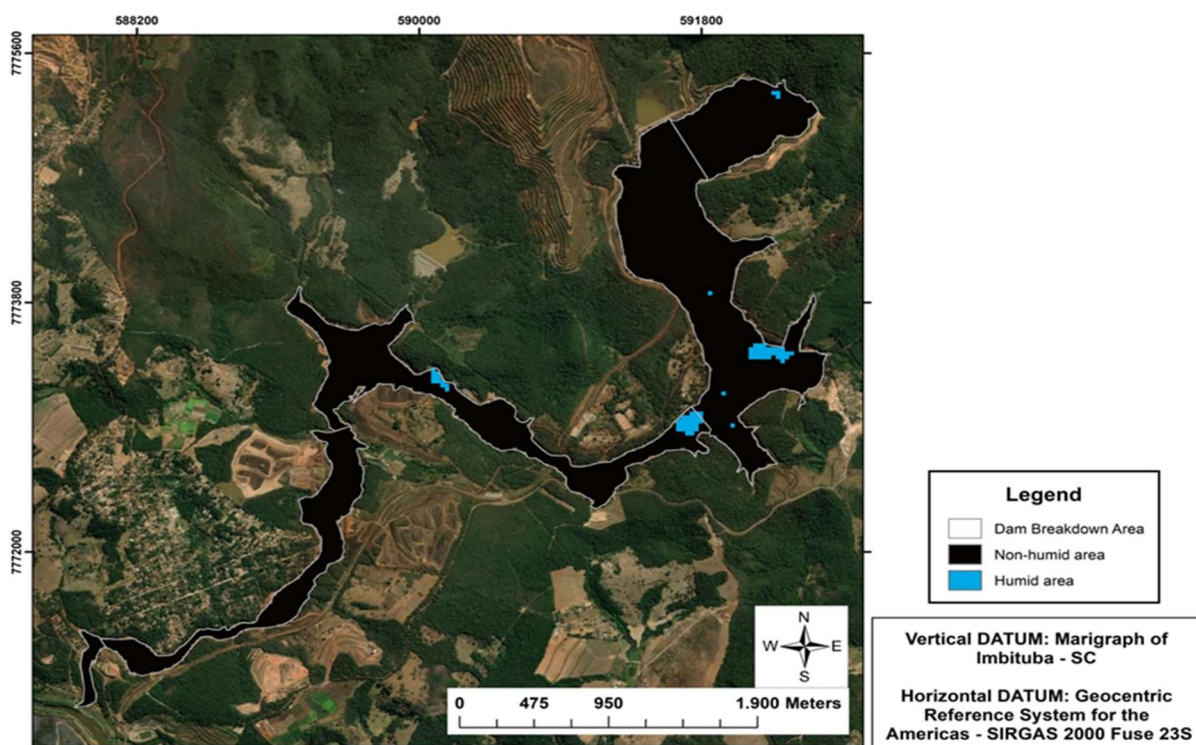 588200
590000
591800
7775600
7773800
7772000
N
W
E
S
0 475 950 1.900 Meters
Legend
Dam Breakdown Area
Non-humid area
Humid area
Vertical DATUM: Marigraph of
Imbituba - SC
Horizontal DATUM: Geocentric
Reference System for the
Americas - SIRGAS 2000 Fuse 23S